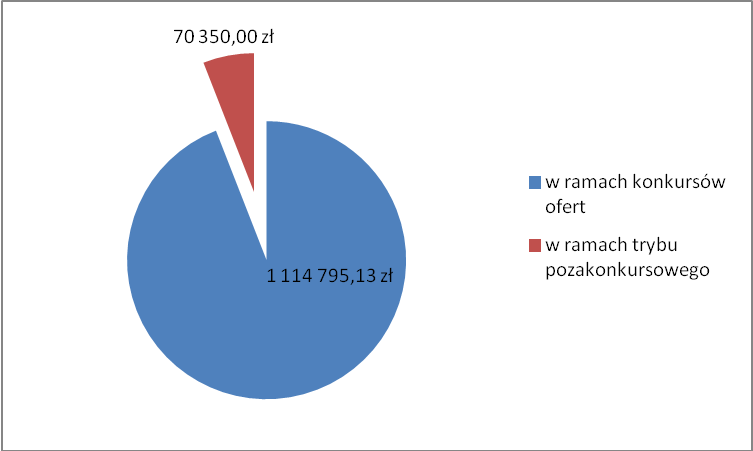 70 350,00 zł
1 114 795,13 zł
w ramach konkursów
ofert
w ramach trybu
pozakonkursowego